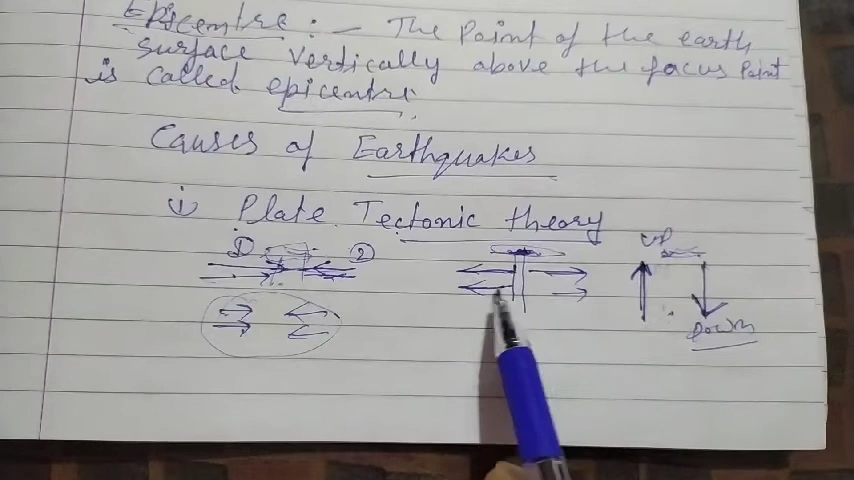 Epicentre :- The Point of the earth
surface vertically above the focus point
is called epicentre.
Causes of Earthquakes
i) Plate Tectonic theory
① ②
UP
Down